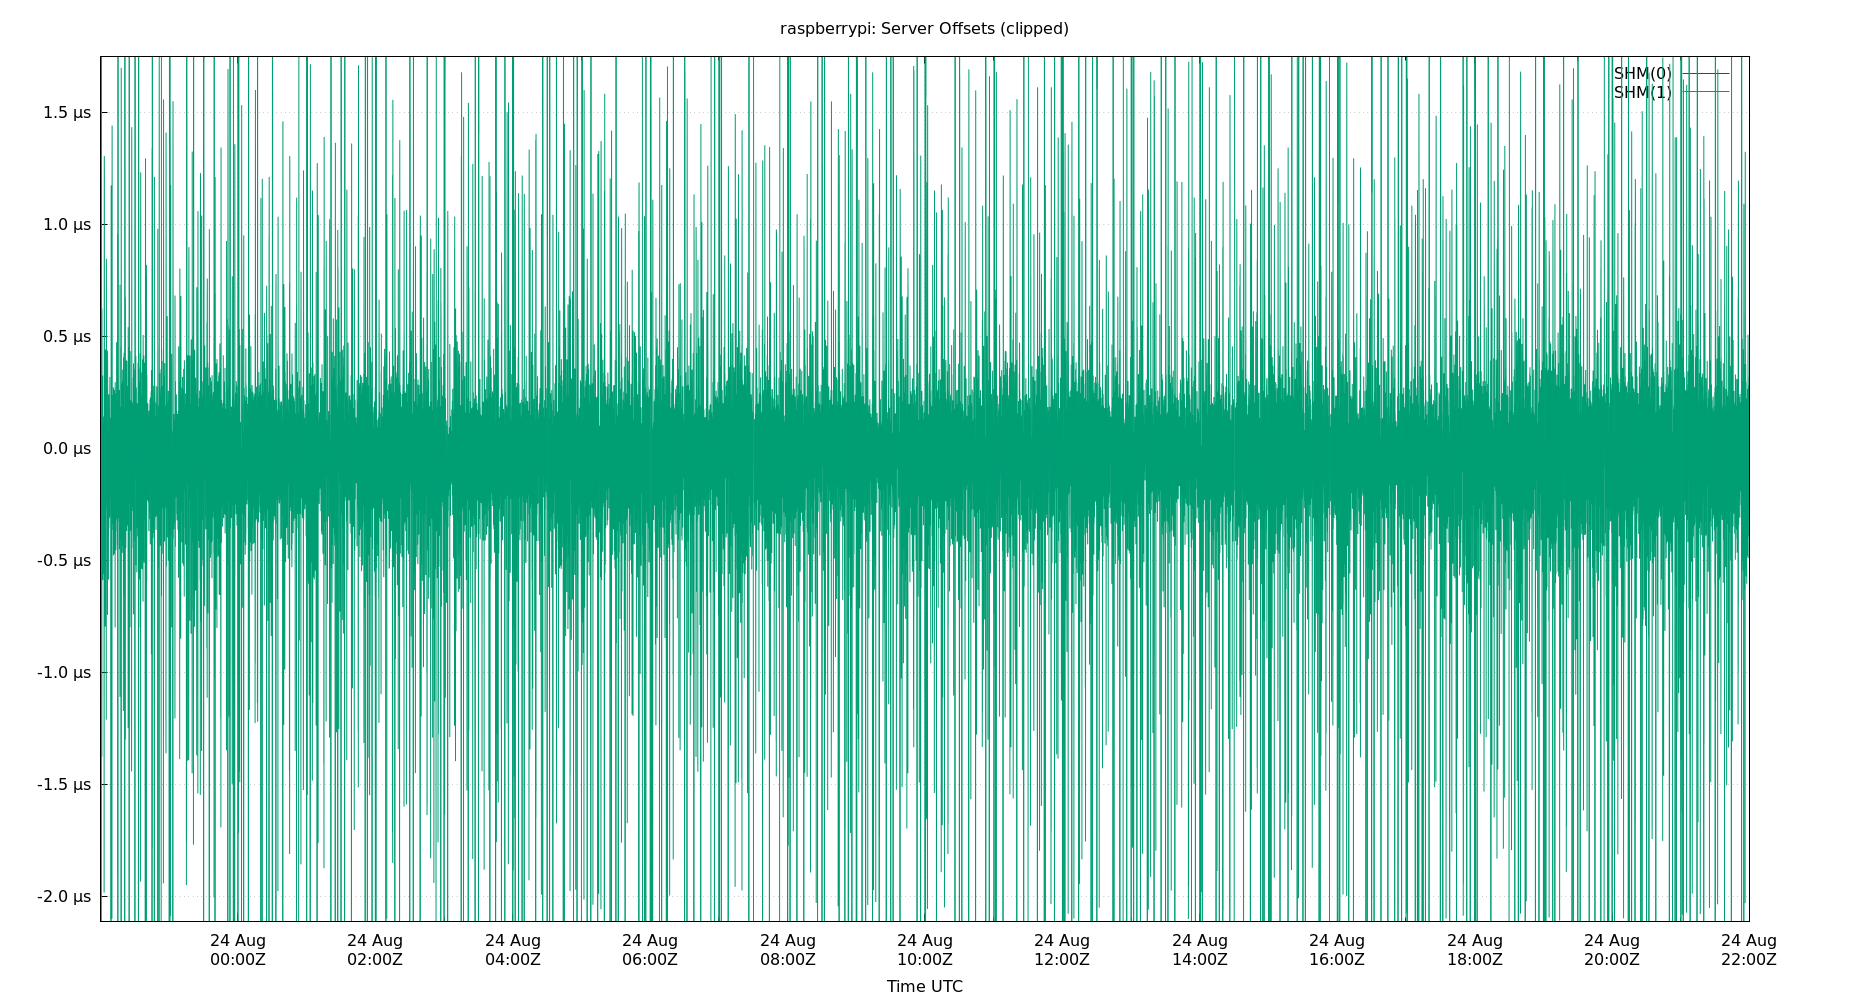 raspberrypi: Server Offsets (clipped)
SHM(0)
SHM(1)
1.5 µs
1.0 µs
0.5 µs
0.0 µs
-0.5 µs
-1.0 µs
-1.5 µs
-2.0 µs
24 Aug 24 Aug 24 Aug 24 Aug 24 Aug 24 Aug 24 Aug 24 Aug 24 Aug 24 Aug 24 Aug 24 Aug
00:00Z 02:00Z 04:00Z 06:00Z 08:00Z 10:00Z 12:00Z 14:00Z 16:00Z 18:00Z 20:00Z 22:00Z
Time UTC